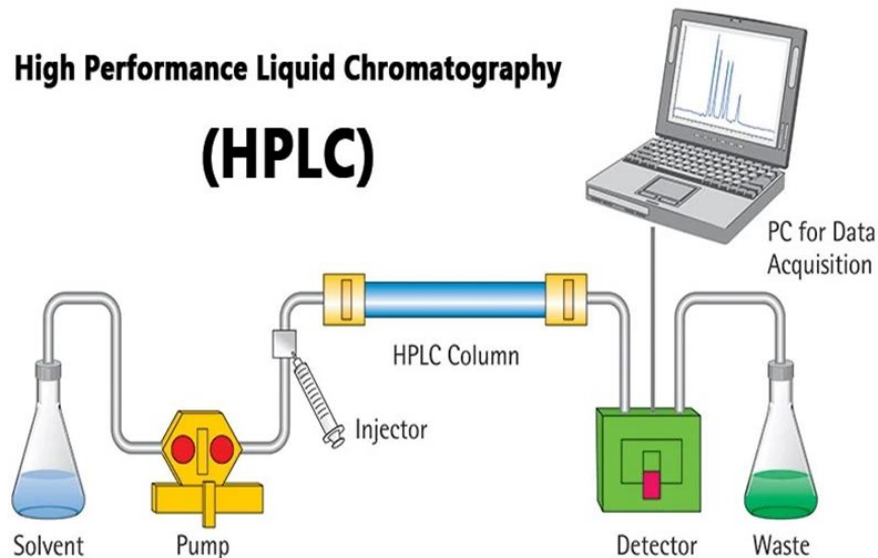 High Performance Liquid Chromatography
(HPLC)
PC for Data
Acquisition
HPLC Column
Injector
Solvent
Pump
Detector
Waste